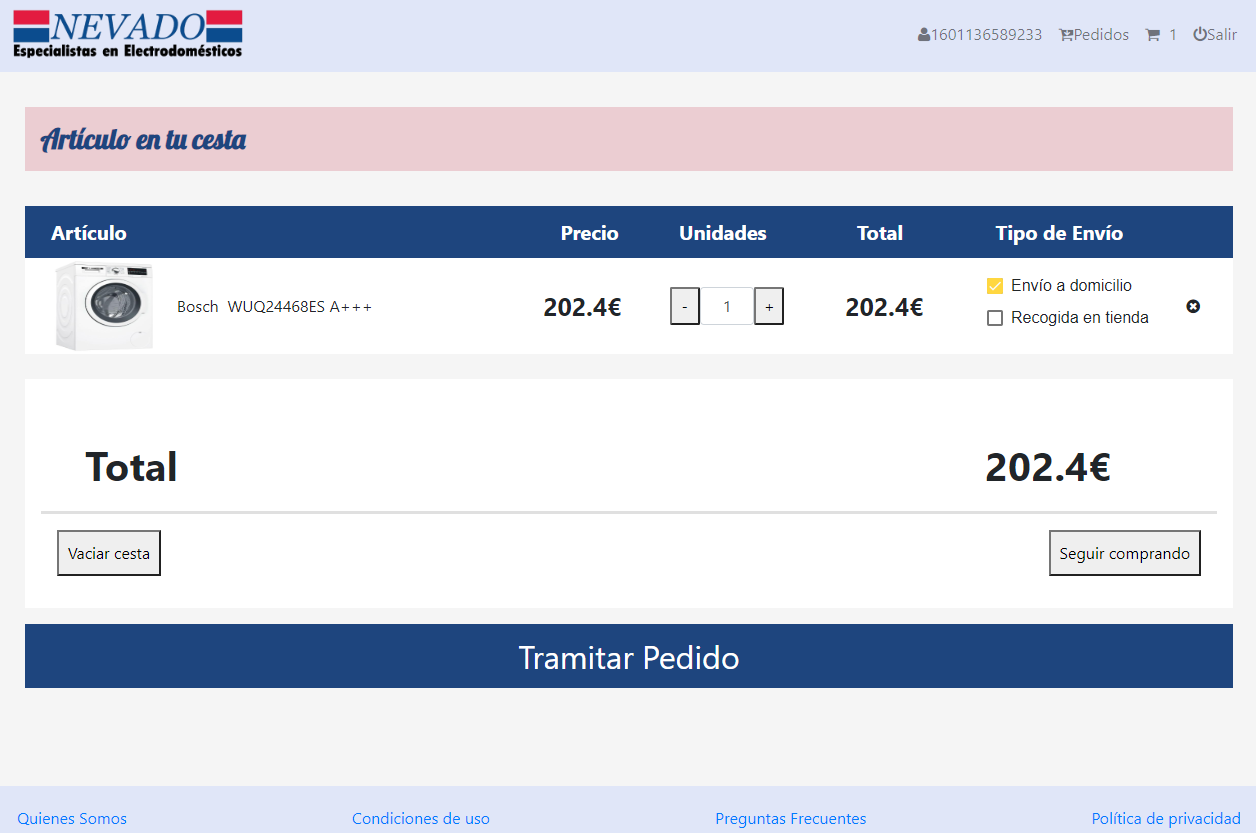 NEVADO
Especialistas en Electrodomésticos
1601136589233 Pedidos 1 Salir
Artículo en tu cesta
Artículo Precio Unidades Total Tipo de Envío
Bosch WUQ24468ES A+++ 202.4€ - 1 + 202.4€
Envío a domicilio
Recogida en tienda
Total 202.4€
Vaciar cesta Seguir comprando
Tramitar Pedido
Quienes Somos Condiciones de uso Preguntas Frecuentes Política de privacidad